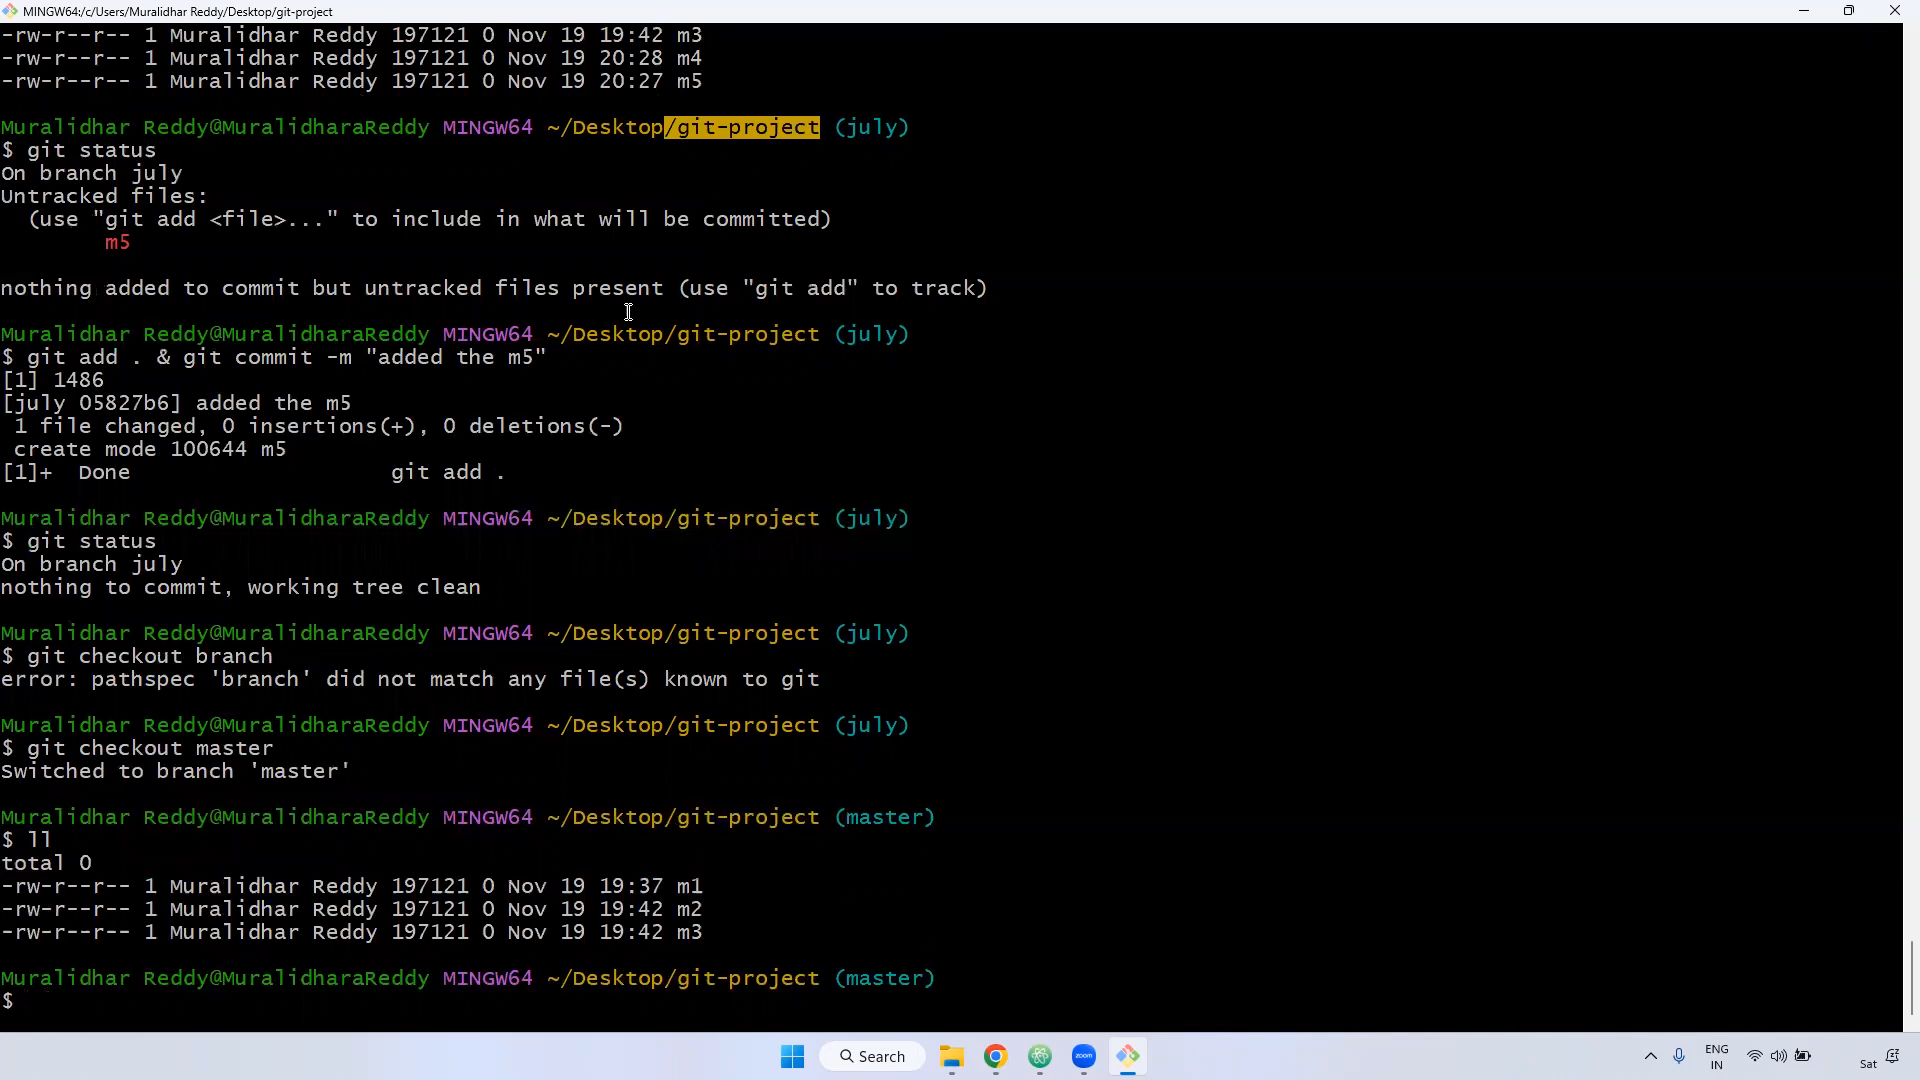 MINGW64:/c/Users/Muralidhar Reddy/Desktop/git-project
-rw-r--r-- 1 Muralidhar Reddy 197121 0 Nov 19 19:42 m3
-rw-r--r-- 1 Muralidhar Reddy 197121 0 Nov 19 20:28 m4
-rw-r--r-- 1 Muralidhar Reddy 197121 0 Nov 19 20:27 m5
Muralidhar Reddy@MuralidharaReddy MINGW64 ~/Desktop/git-project (july)
$ git status
On branch july
Untracked files:
  (use "git add <file>..." to include in what will be committed)
        m5
nothing added to commit but untracked files present (use "git add" to track)
Muralidhar Reddy@MuralidharaReddy MINGW64 ~/Desktop/git-project (july)
$ git add . & git commit -m "added the m5"
[1] 1486
[july 05827b6] added the m5
 1 file changed, 0 insertions(+), 0 deletions(-)
 create mode 100644 m5
[1]+  Done                    git add .
Muralidhar Reddy@MuralidharaReddy MINGW64 ~/Desktop/git-project (july)
$ git status
On branch july
nothing to commit, working tree clean
Muralidhar Reddy@MuralidharaReddy MINGW64 ~/Desktop/git-project (july)
$ git checkout branch
error: pathspec 'branch' did not match any file(s) known to git
Muralidhar Reddy@MuralidharaReddy MINGW64 ~/Desktop/git-project (july)
$ git checkout master
Switched to branch 'master'
Muralidhar Reddy@MuralidharaReddy MINGW64 ~/Desktop/git-project (master)
$ ll
total 0
-rw-r--r-- 1 Muralidhar Reddy 197121 0 Nov 19 19:37 m1
-rw-r--r-- 1 Muralidhar Reddy 197121 0 Nov 19 19:42 m2
-rw-r--r-- 1 Muralidhar Reddy 197121 0 Nov 19 19:42 m3
Muralidhar Reddy@MuralidharaReddy MINGW64 ~/Desktop/git-project (master)
$
Search
zoom
ENG
IN
Sat